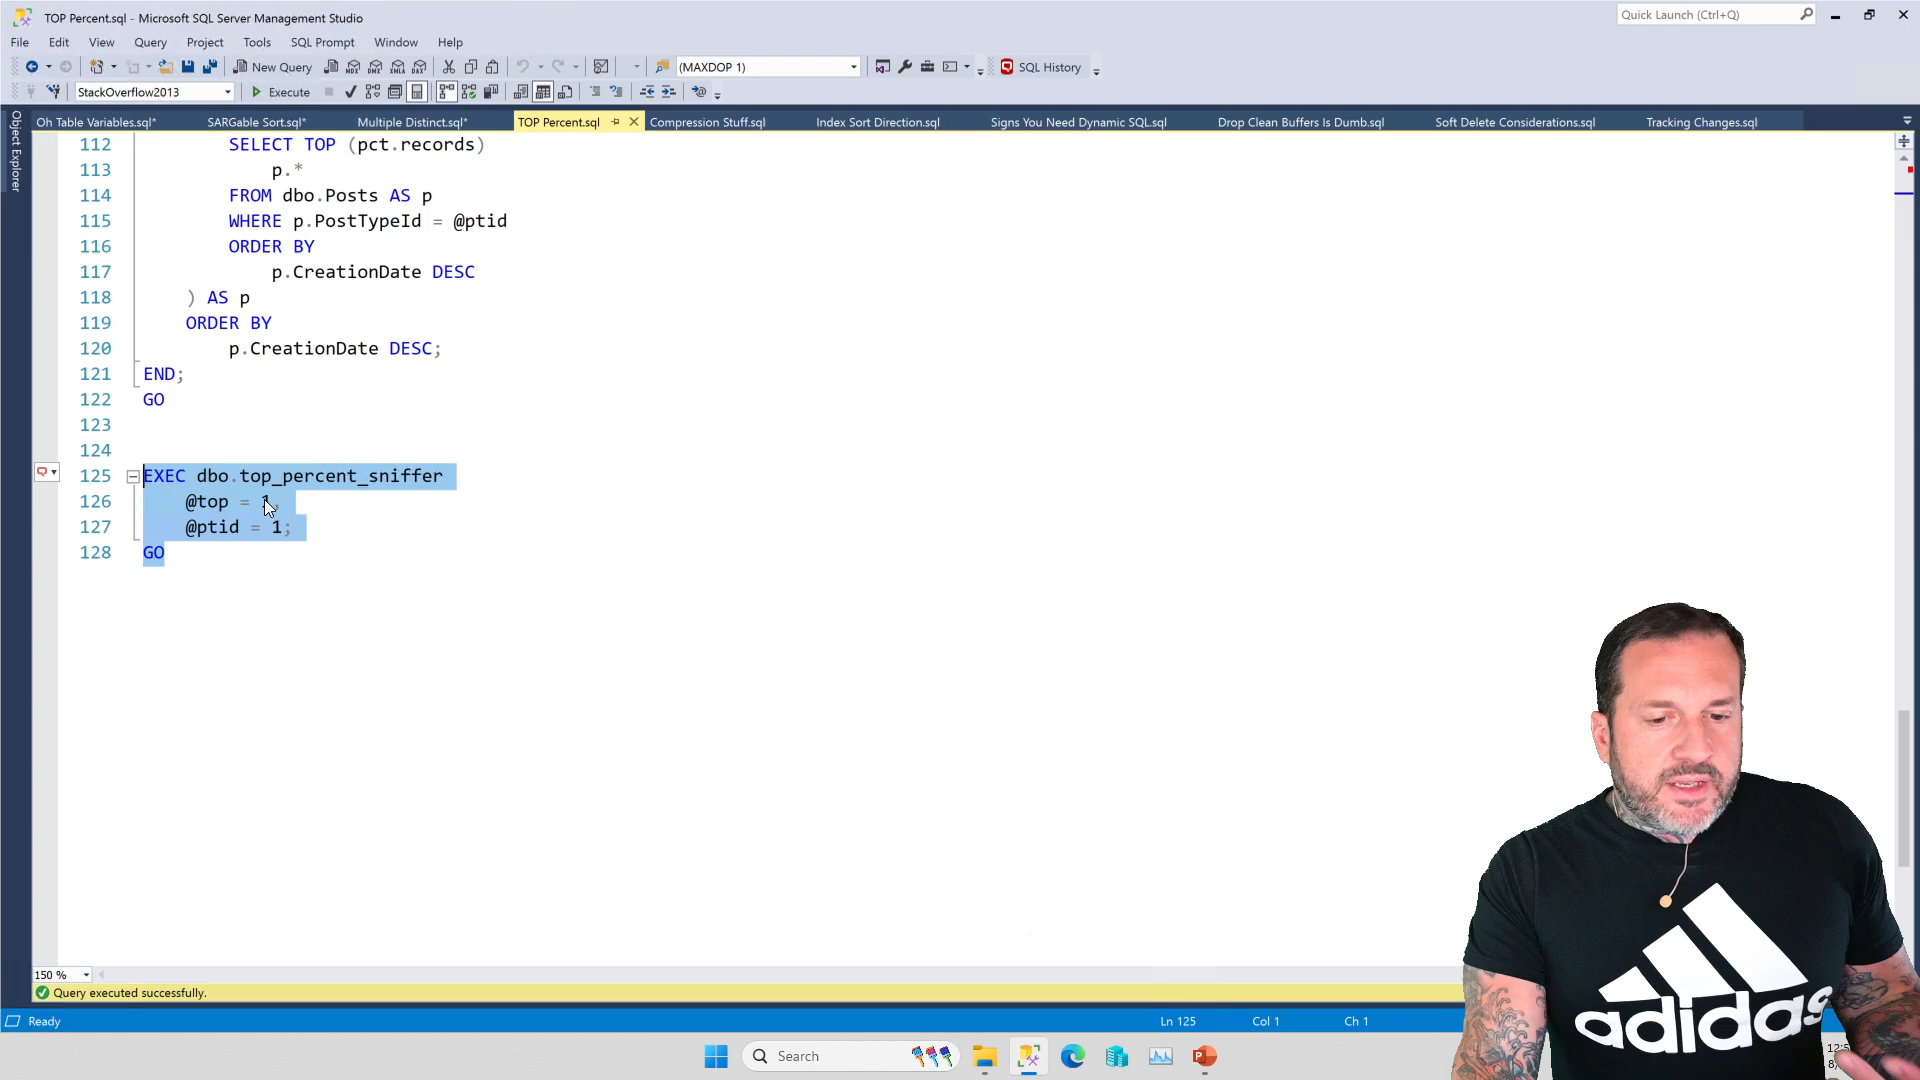 TOP Percent.sql - Microsoft SQL Server Management Studio
Quick Launch (Ctrl+Q)
File Edit View Query Project Tools SQL Prompt Window Help
New Query MDX DMX XMLA DAX (MAXDOP 1) SQL History
StackOverflow2013 Execute
Oh Table Variables.sql* SARGable Sort.sql* Multiple Distinct.sql* TOP Percent.sql Compression Stuff.sql Index Sort Direction.sql Signs You Need Dynamic SQL.sql Drop Clean Buffers Is Dumb.sql Soft Delete Considerations.sql Tracking Changes.sql
Object Explorer
112 SELECT TOP (pct.records)
113 p.*
114 FROM dbo.Posts AS p
115 WHERE p.PostTypeId = @ptid
116 ORDER BY
117 p.CreationDate DESC
118 ) AS p
119 ORDER BY
120 p.CreationDate DESC;
121 END;
122 GO
123
124
125 EXEC dbo.top_percent_sniffer
126 @top = 1,
127 @ptid = 1;
128 GO
150 %
Query executed successfully.
Ready Ln 125 Col 1 Ch 1
Search
adidas